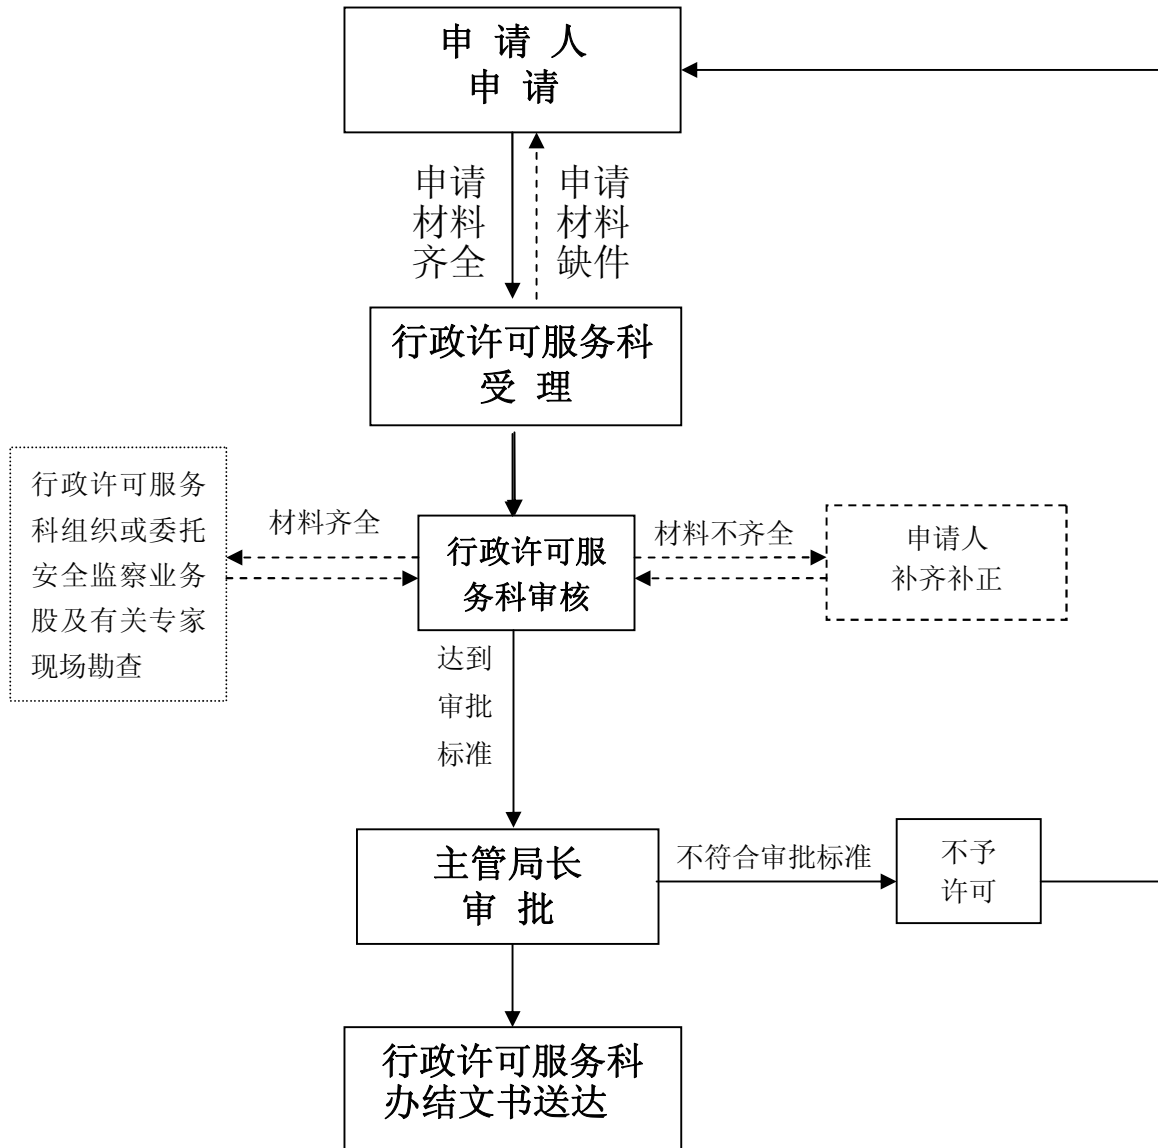 申 请 人
申 请
申请
材料
齐全
申请
材料
缺件
行政许可服务科
受 理
行政许可服务
科组织或委托
安全监察业务
股及有关专家
现场勘查
材料齐全
行政许可服
务科审核
材料不齐全
申请人
补齐补正
达到
审批
标准
主管局长
审 批
不符合审批标准
不予
许可
行政许可服务科
办结文书送达